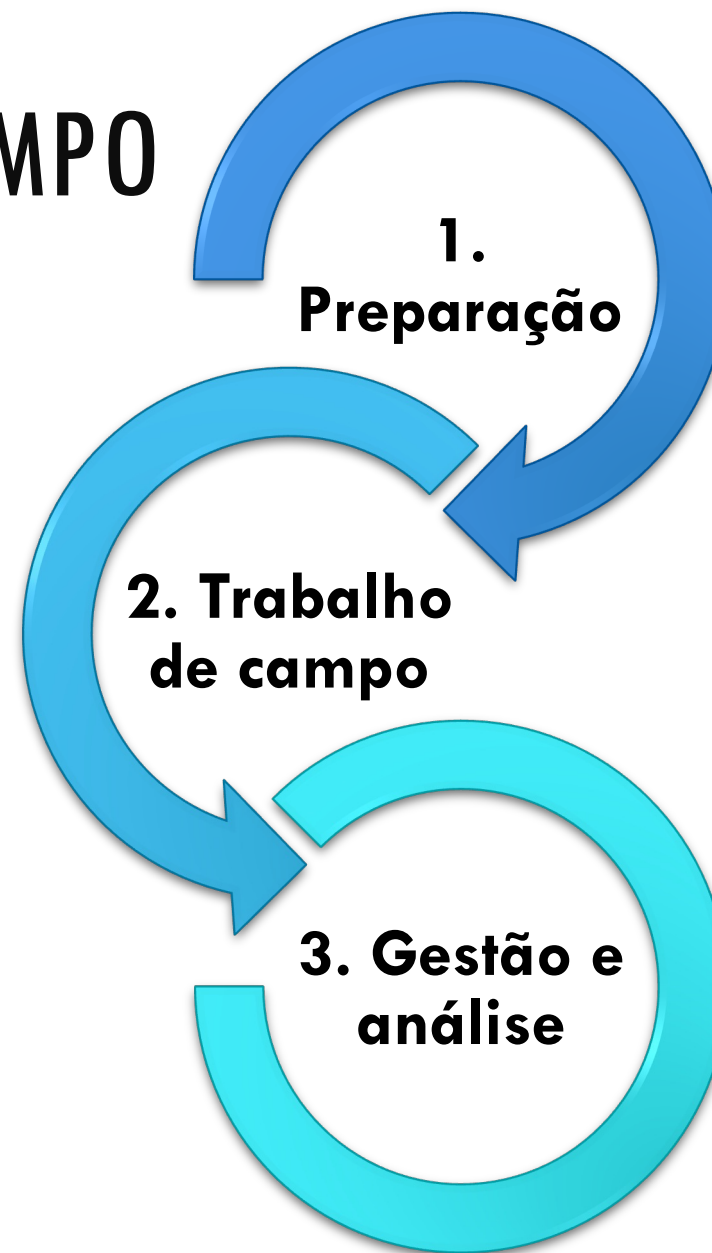 MPO
1.
Preparação
2. Trabalho
de campo
3. Gestão e
análise